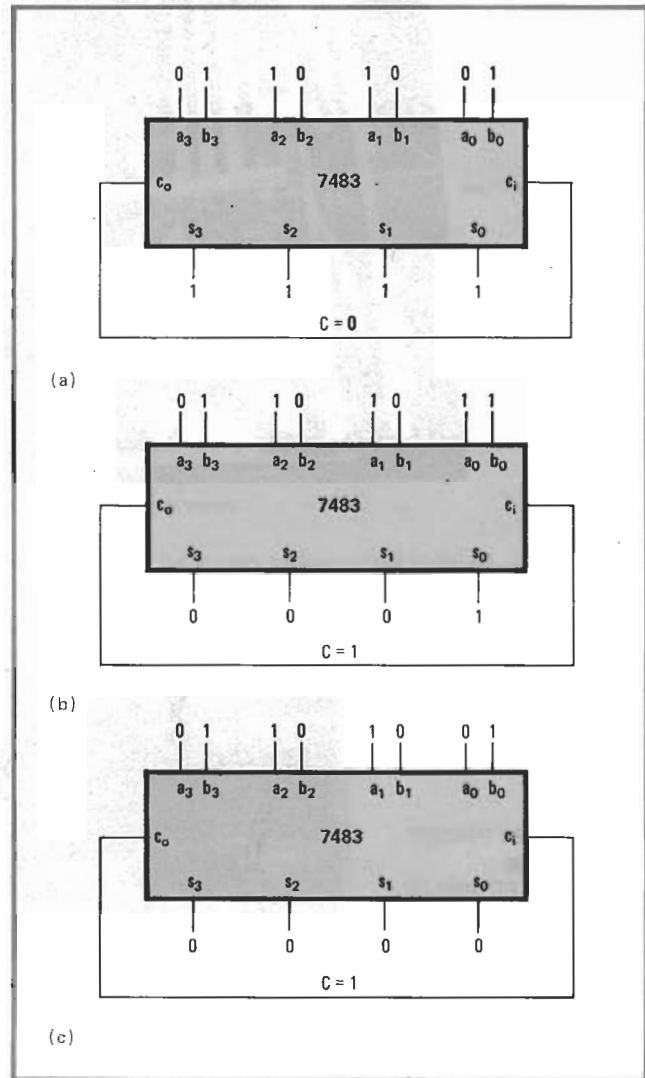 0 1 1 0 1 0 0 1
a3 b3 a2 b2 a1 b1 a0 b0
co 7483 ci
s3 s2 s1 s0
1 1 1 1
C = 0
(a)
0 1 1 0 1 0 1 1
a3 b3 a2 b2 a1 b1 a0 b0
co 7483 ci
s3 s2 s1 s0
0 0 0 1
C = 1
(b)
0 1 1 0 1 0 0 1
a3 b3 a2 b2 a1 b1 a0 b0
co 7483 ci
s3 s2 s1 s0
0 0 0 0
C = 1
(c)